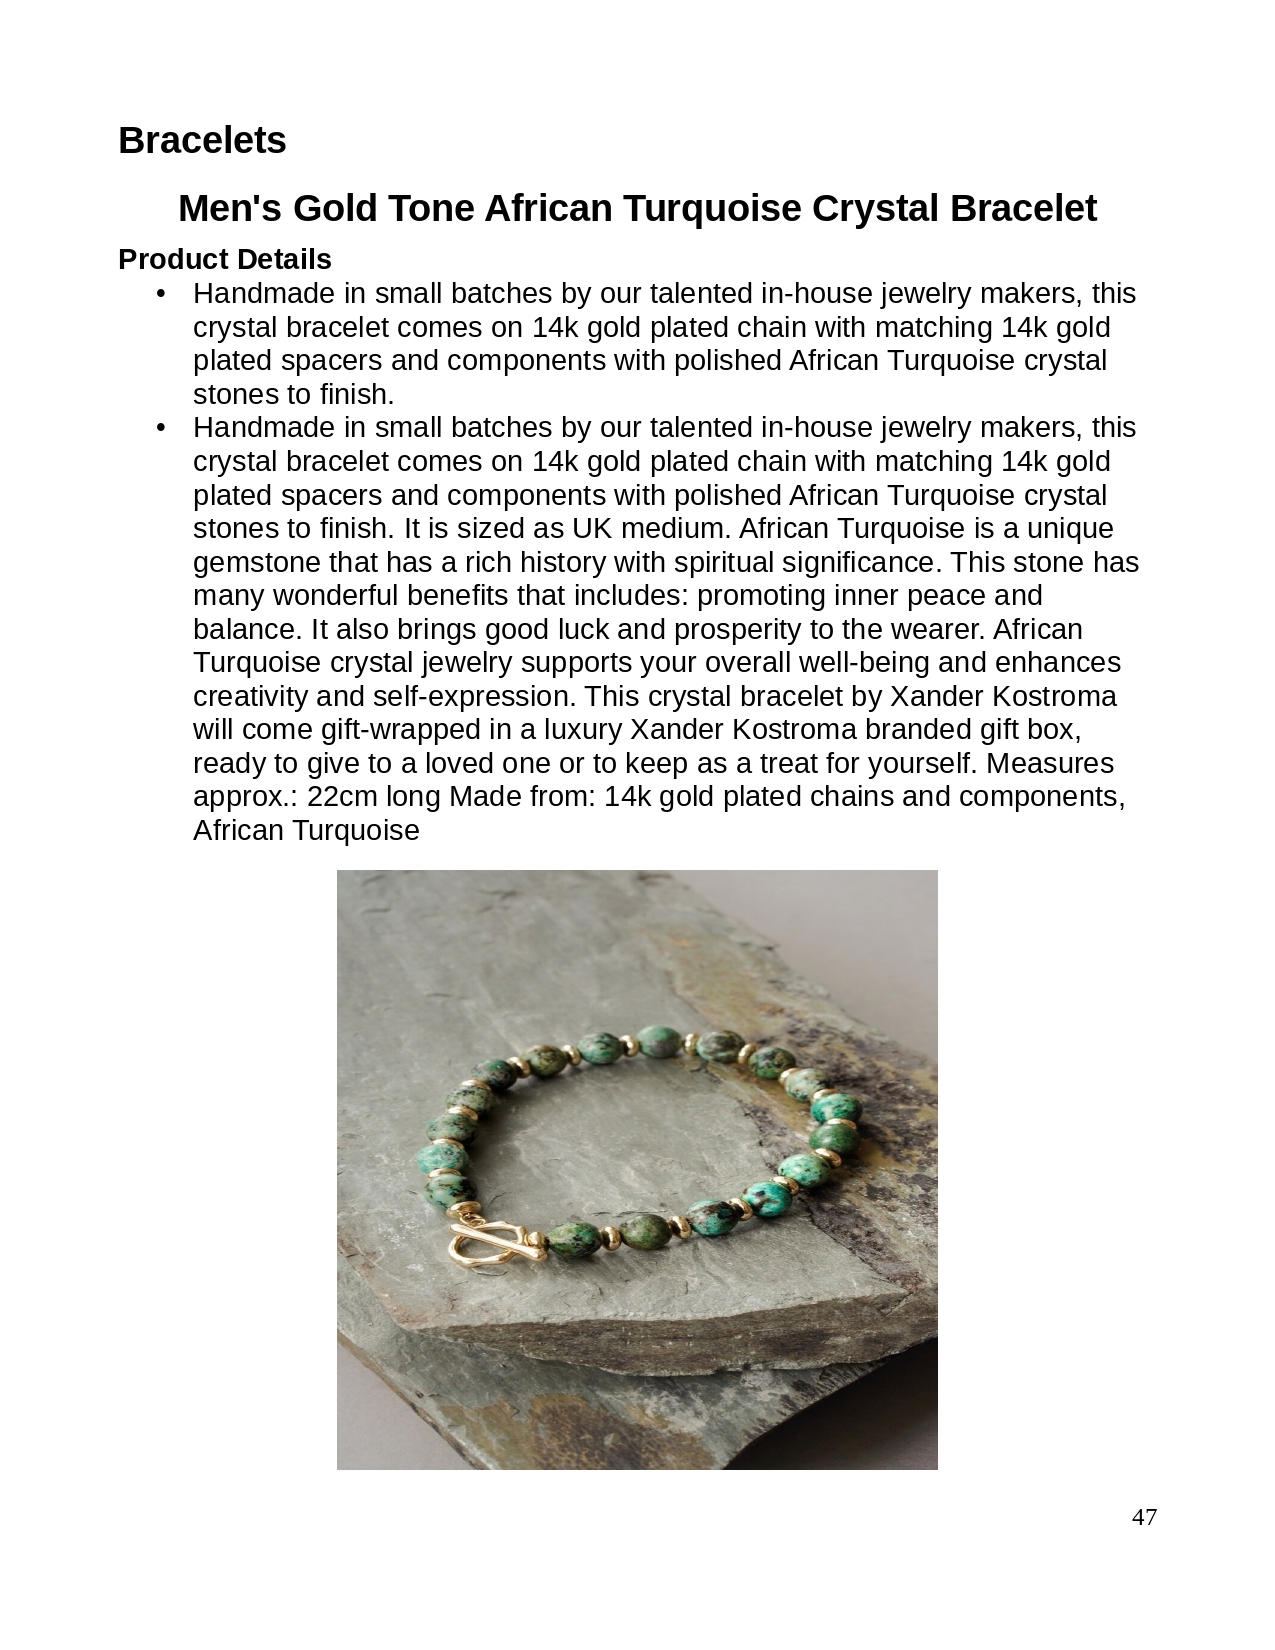 Bracelets
Men's Gold Tone African Turquoise Crystal Bracelet
Product Details
• Handmade in small batches by our talented in-house jewelry makers, this
crystal bracelet comes on 14k gold plated chain with matching 14k gold
plated spacers and components with polished African Turquoise crystal
stones to finish.
• Handmade in small batches by our talented in-house jewelry makers, this
crystal bracelet comes on 14k gold plated chain with matching 14k gold
plated spacers and components with polished African Turquoise crystal
stones to finish. It is sized as UK medium. African Turquoise is a unique
gemstone that has a rich history with spiritual significance. This stone has
many wonderful benefits that includes: promoting inner peace and
balance. It also brings good luck and prosperity to the wearer. African
Turquoise crystal jewelry supports your overall well-being and enhances
creativity and self-expression. This crystal bracelet by Xander Kostroma
will come gift-wrapped in a luxury Xander Kostroma branded gift box,
ready to give to a loved one or to keep as a treat for yourself. Measures
approx.: 22cm long Made from: 14k gold plated chains and components,
African Turquoise
47